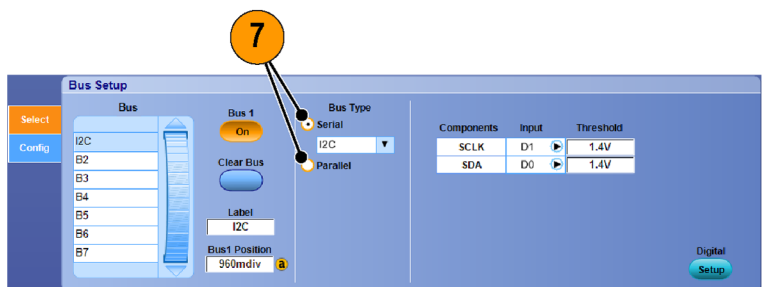 7
Bus Setup
Select
Config
Bus
I2C
B2
B3
B4
B5
B6
B7
Bus 1
On
Clear Bus
Label
I2C
Bus1 Position
960mdiv a
Bus Type
Serial
I2C
Parallel
Components Input Threshold
SCLK D1 1.4V
SDA D0 1.4V
Digital
Setup